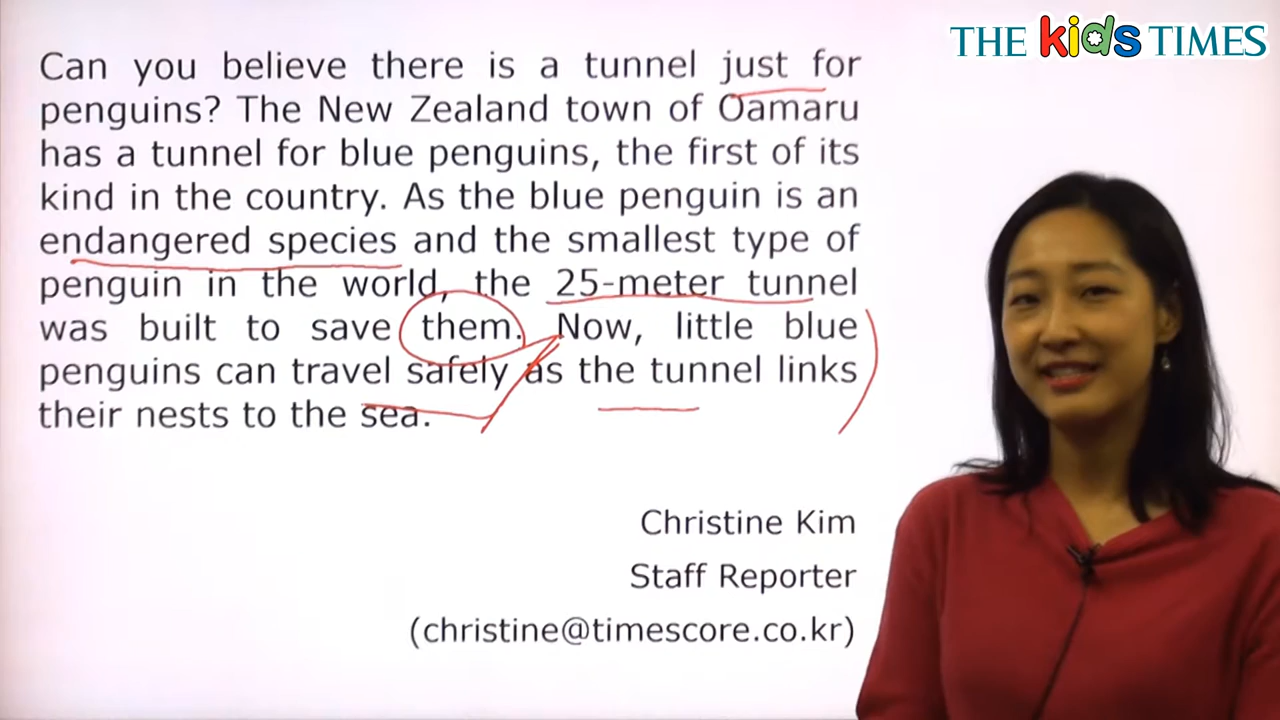 THE kids TIMES
Can you believe there is a tunnel just for
penguins? The New Zealand town of Oamaru
has a tunnel for blue penguins, the first of its
kind in the country. As the blue penguin is an
endangered species and the smallest type of
penguin in the world, the 25-meter tunnel
was built to save them. Now, little blue
penguins can travel safely as the tunnel links
their nests to the sea.
Christine Kim
Staff Reporter
(christine@timescore.co.kr)